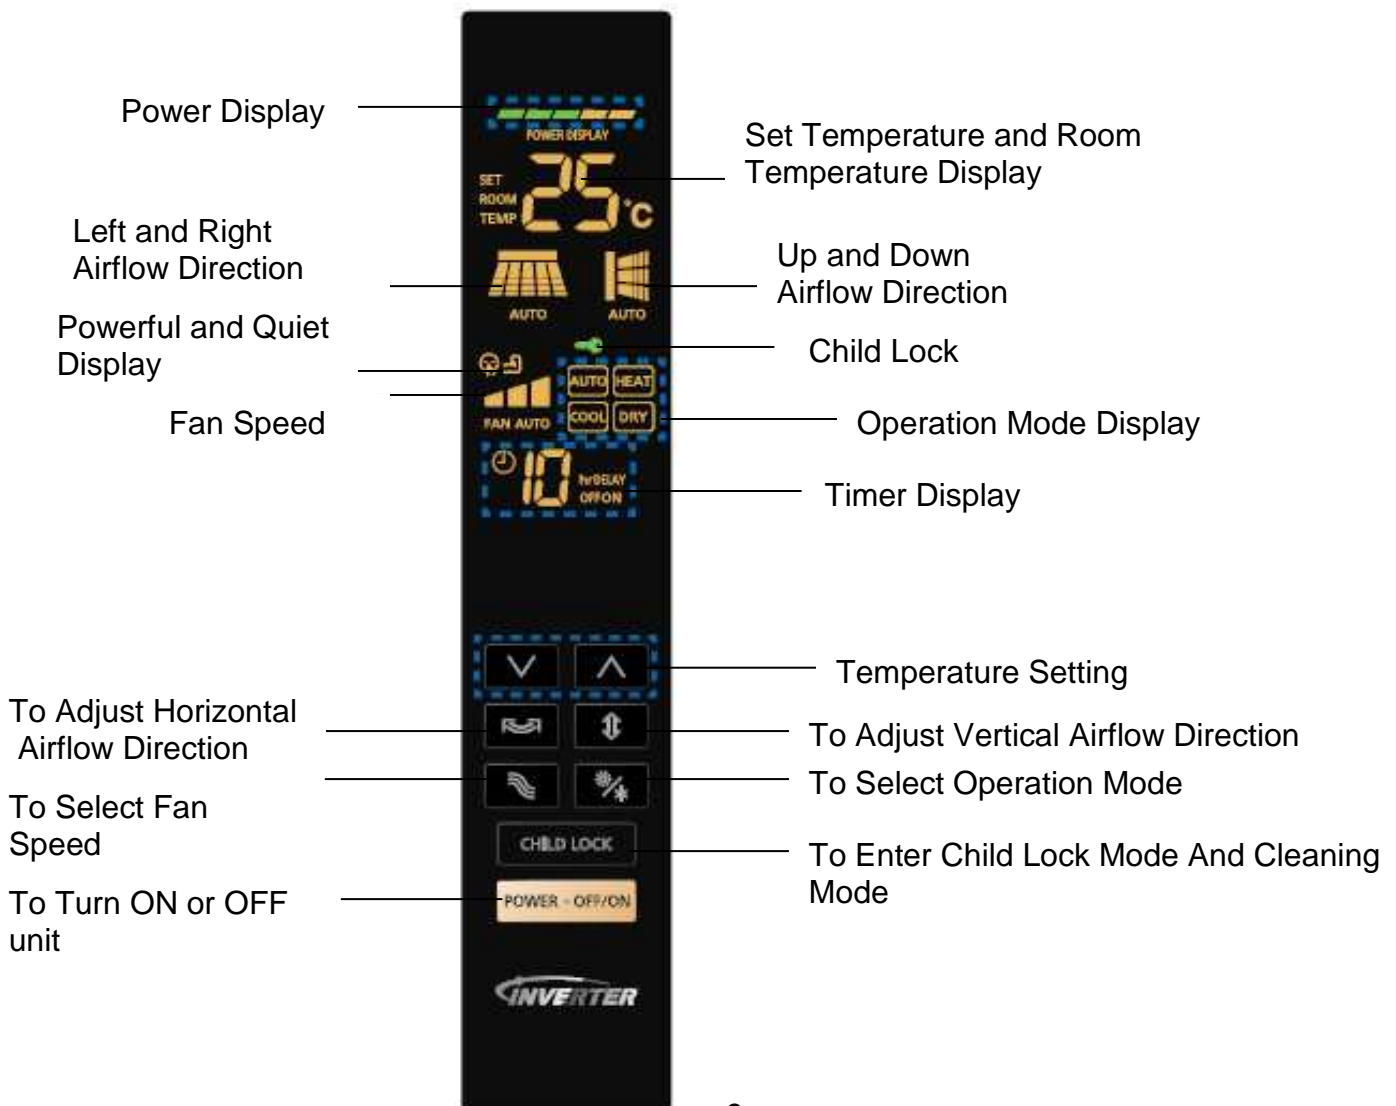 Power Display
POWER DISPLAY
Set Temperature and Room
Temperature Display
SET
ROOM
TEMP
25°C
Left and Right
Airflow Direction
Up and Down
Airflow Direction
AUTO
AUTO
Powerful and Quiet
Display
Child Lock
AUTO HEAT
COOL DRY
Fan Speed
FAN AUTO
Operation Mode Display
10
hr DELAY
OFF ON
Timer Display
Temperature Setting
To Adjust Horizontal
Airflow Direction
To Adjust Vertical Airflow Direction
To Select Operation Mode
To Select Fan
Speed
CHILD LOCK
To Enter Child Lock Mode And Cleaning
Mode
To Turn ON or OFF
unit
POWER - OFF/ON
INVERTER